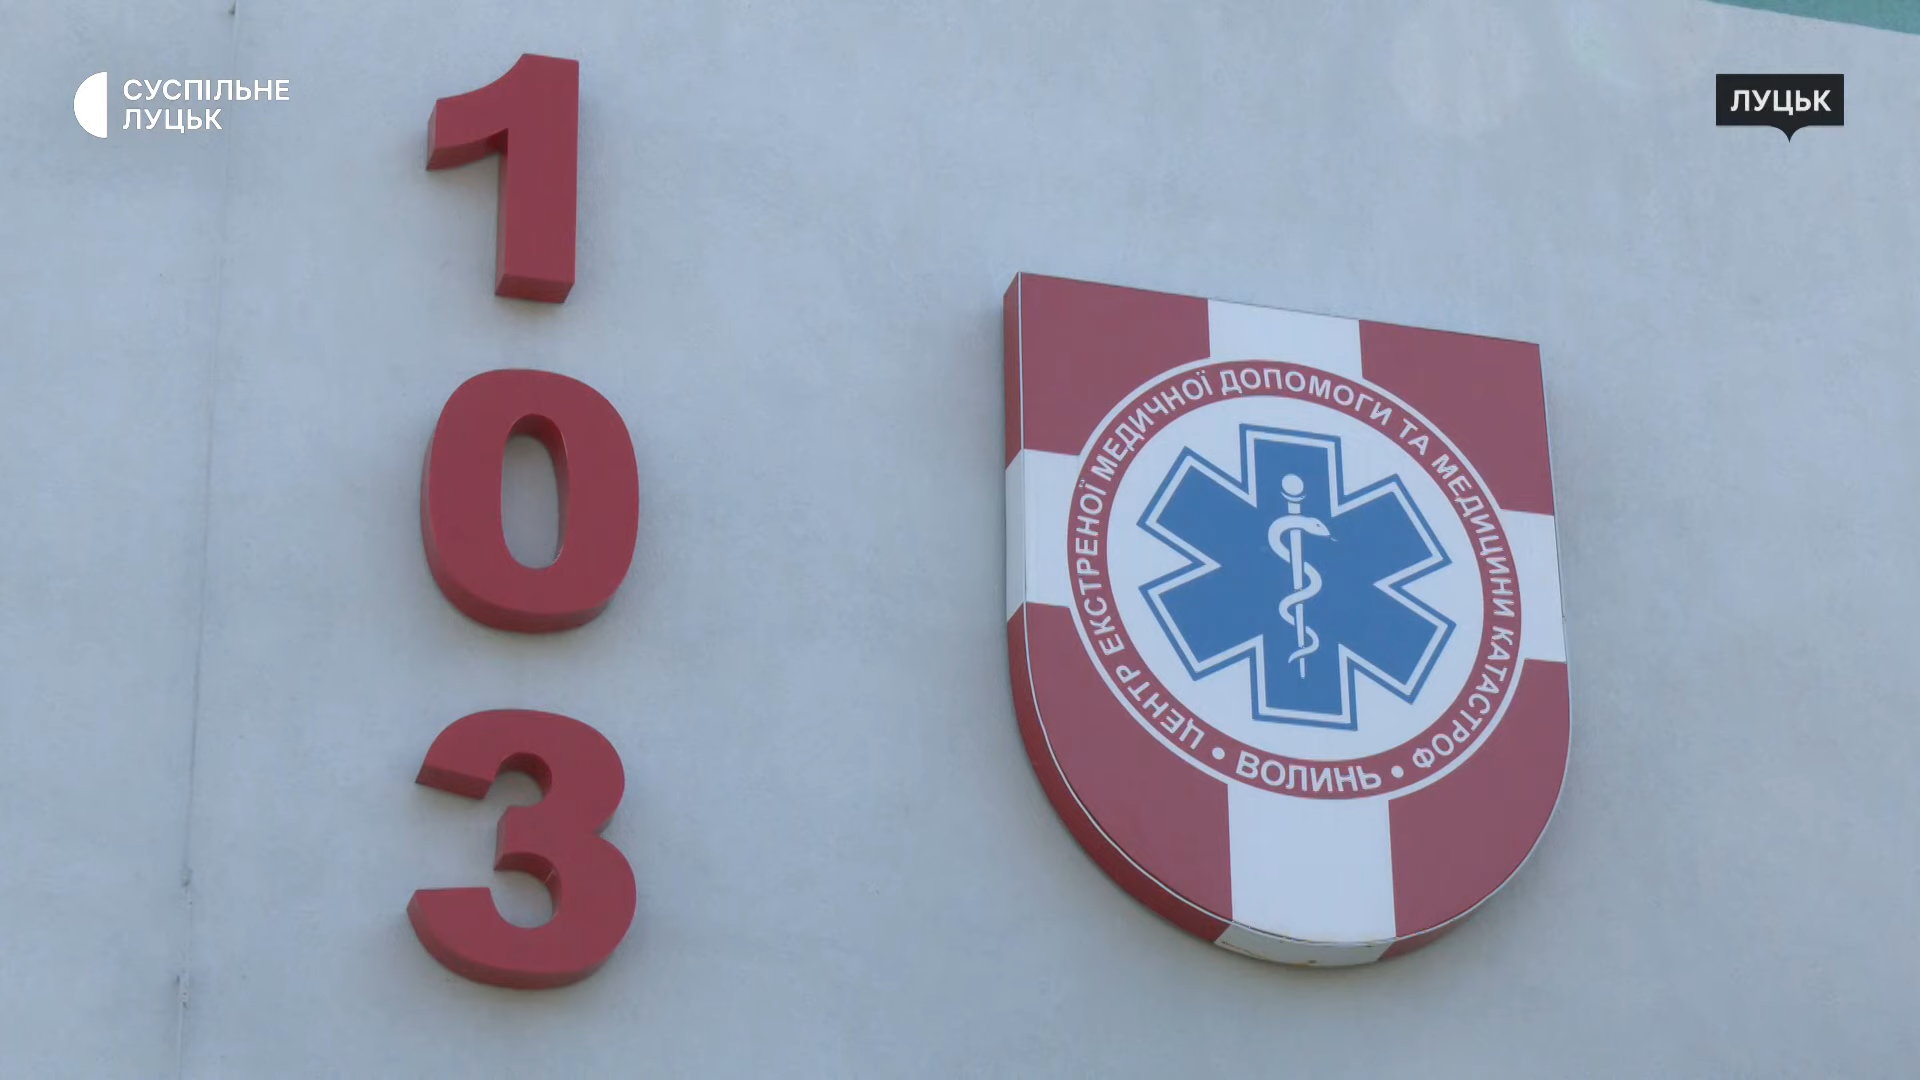 СУСПІЛЬНЕ
ЛУЦЬК
ЛУЦЬК
1
0
3
ЦЕНТР ЕКСТРЕНОЇ МЕДИЧНОЇ ДОПОМОГИ ТА МЕДИЦИНИ КАТАСТРОФ
• ВОЛИНЬ •